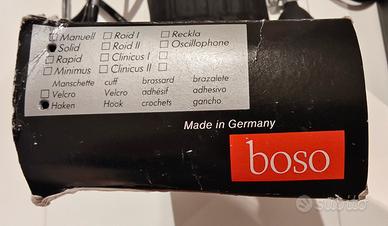 Manuell Roid I Reckla
Solid Roid II Oscillophone
Rapid Clinicus I
Minimus Clinicus II
Manschette cuff brassard brazalete
Velcro Velcro adhésif adhesivo
Haken Hook crochets gancho
Made in Germany
boso
Subito